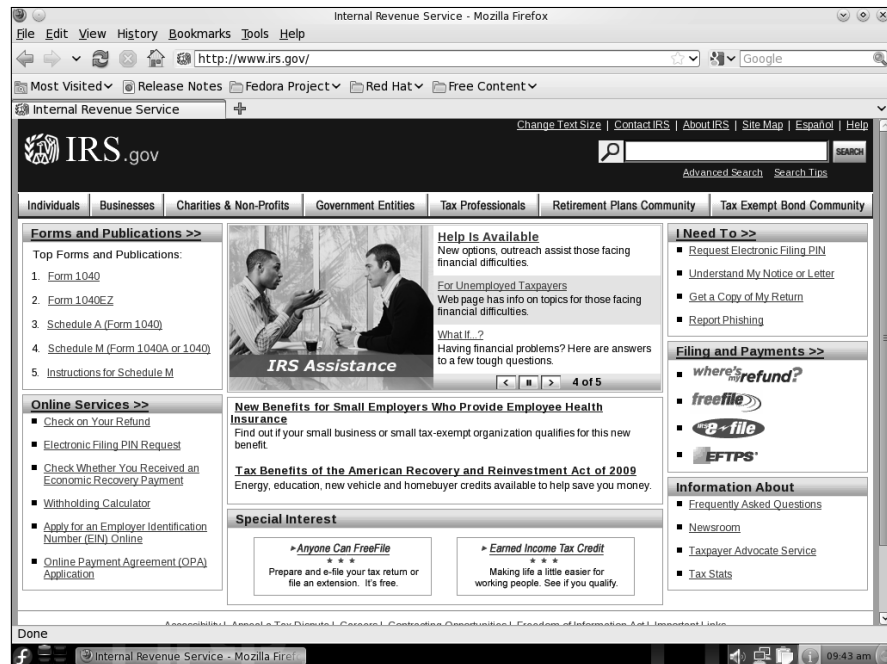 Internal Revenue Service - Mozilla Firefox
File Edit View History Bookmarks Tools Help
http://www.irs.gov/
Google
Most Visited Release Notes Fedora Project Red Hat Free Content
Internal Revenue Service
Change Text Size | Contact IRS | About IRS | Site Map | Español | Help
IRS.gov
SEARCH
Advanced Search Search Tips
Individuals Businesses Charities & Non-Profits Government Entities Tax Professionals Retirement Plans Community Tax Exempt Bond Community
Forms and Publications >>
Top Forms and Publications:
1. Form 1040
2. Form 1040EZ
3. Schedule A (Form 1040)
4. Schedule M (Form 1040A or 1040)
5. Instructions for Schedule M
Online Services >>
Check on Your Refund
Electronic Filing PIN Request
Check Whether You Received an
Economic Recovery Payment
Withholding Calculator
Apply for an Employer Identification
Number (EIN) Online
Online Payment Agreement (OPA)
Application
IRS Assistance
Help Is Available
New options, outreach assist those facing
financial difficulties.
For Unemployed Taxpayers
Web page has info on topics for those facing
financial difficulties.
What If...?
Having financial problems? Here are answers
to a few tough questions.
4 of 5
New Benefits for Small Employers Who Provide Employee Health
Insurance
Find out if your small business or small tax-exempt organization qualifies for this new
benefit.
Tax Benefits of the American Recovery and Reinvestment Act of 2009
Energy, education, new vehicle and homebuyer credits available to help save you money.
Special Interest
Anyone Can FreeFile
Prepare and e-file your tax return or
file an extension. It's free.
Earned Income Tax Credit
Making life a little easier for
working people. See if you qualify.
I Need To >>
Request Electronic Filing PIN
Understand My Notice or Letter
Get a Copy of My Return
Report Phishing
Filing and Payments >>
where's my refund?
freefile
IRS e-file
EFTPS
Information About
Frequently Asked Questions
Newsroom
Taxpayer Advocate Service
Tax Stats
Accessibility | Appeal a Tax Dispute | Careers | Contracting Opportunities | Freedom of Information Act | Important Links
Done
Internal Revenue Service - Mozilla Firef
09:43 am